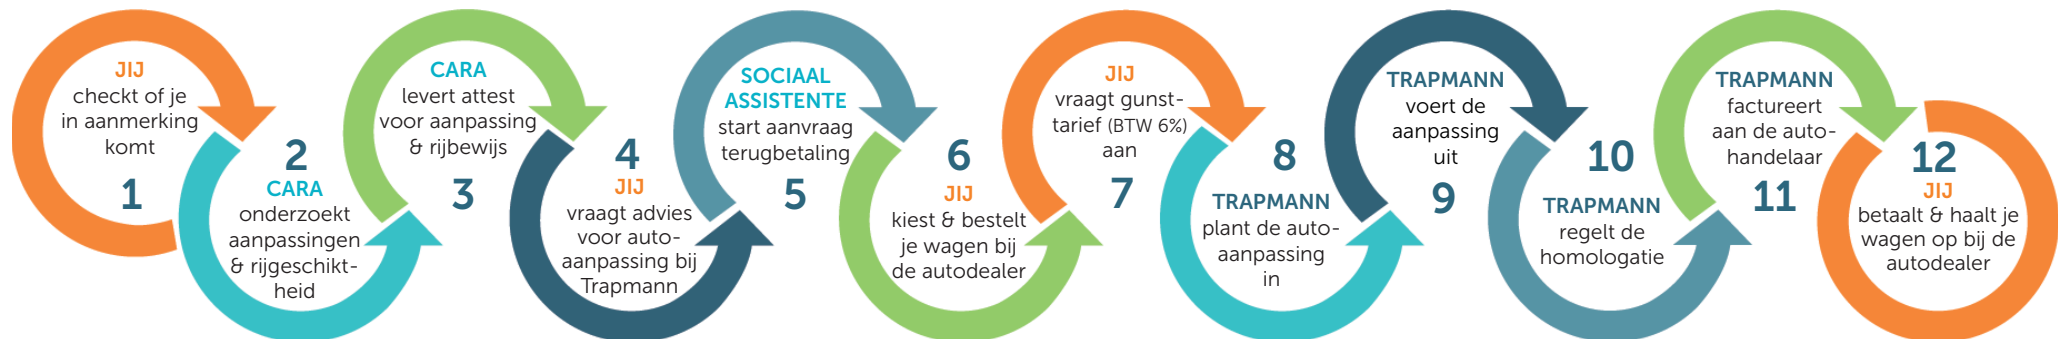 JIJ
checkt of je
in aanmerking
komt
1
2
CARA
onderzoekt
aanpassingen
& rijgeschikt-
heid
CARA
levert attest
voor aanpassing
& rijbewijs
3
4
JIJ
vraagt advies
voor auto-
aanpassing bij
Trapmann
SOCIAAL
ASSISTENTE
start aanvraag
terugbetaling
5
6
JIJ
kiest & bestelt
je wagen bij
de autodealer
JIJ
vraagt gunst-
tarief (BTW 6%)
aan
7
8
TRAPMANN
plant de auto-
aanpassing
in
TRAPMANN
voert de
aanpassing
uit
9
10
TRAPMANN
regelt de
homologatie
TRAPMANN
factureert
aan de auto-
handelaar
11
12
JIJ
betaalt & haalt je
wagen op bij de
autodealer